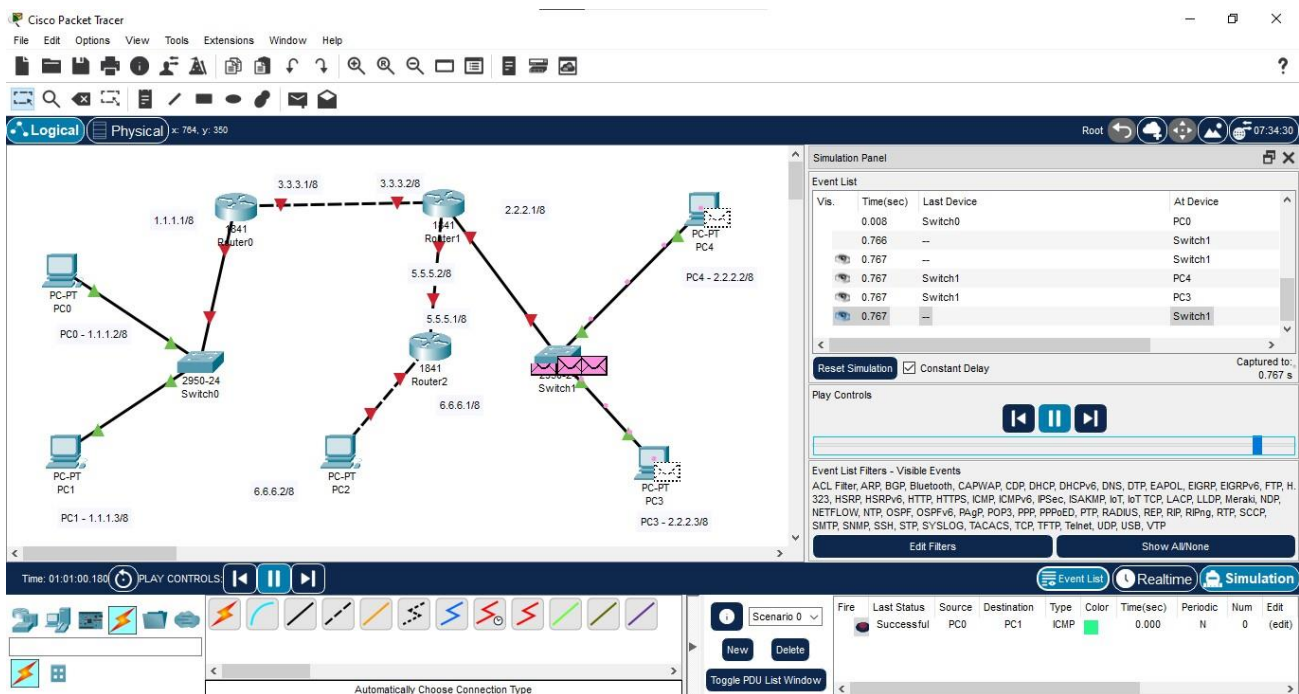 Cisco Packet Tracer
File Edit Options View Tools Extensions Window Help
Logical Physical x: 764, y: 350 Root 07:34:30
3.3.3.1/8 3.3.3.2/8
1.1.1.1/8 2.2.2.1/8
1841
Router0
1841
Router1
PC-PT
PC4
PC4 - 2.2.2.2/8
5.5.5.2/8
PC-PT
PC0
PC0 - 1.1.1.2/8
5.5.5.1/8
1841
Router2
2950-24
Switch0
Switch1
6.6.6.1/8
PC-PT
PC1
PC1 - 1.1.1.3/8
6.6.6.2/8
PC-PT
PC2
PC-PT
PC3
PC3 - 2.2.2.3/8
Simulation Panel
Event List
Vis. Time(sec) Last Device At Device
0.008 Switch0 PC0
0.766 -- Switch1
0.767 -- Switch1
0.767 Switch1 PC4
0.767 Switch1 PC3
0.767 -- Switch1
Reset Simulation Constant Delay Captured to:
0.767 s
Play Controls
Event List Filters - Visible Events
ACL Filter, ARP, BGP, Bluetooth, CAPWAP, CDP, DHCP, DHCPv6, DNS, DTP, EAPOL, EIGRP, EIGRPv6, FTP, H.
323, HSRP, HSRPv6, HTTP, HTTPS, ICMP, ICMPv6, IPSec, ISAKMP, IoT, IoT TCP, LACP, LLDP, Meraki, NDP,
NETFLOW, NTP, OSPF, OSPFv6, PAgP, POP3, PPP, PPPoED, PTP, RADIUS, REP, RIP, RIPng, RTP, SCCP,
SMTP, SNMP, SSH, STP, SYSLOG, TACACS, TCP, TFTP, Telnet, UDP, USB, VTP
Edit Filters Show All/None
Time: 01:01:00.180 PLAY CONTROLS: Event List Realtime Simulation
Scenario 0
New Delete
Toggle PDU List Window
Fire Last Status Source Destination Type Color Time(sec) Periodic Num Edit
Successful PC0 PC1 ICMP 0.000 N 0 (edit)
Automatically Choose Connection Type